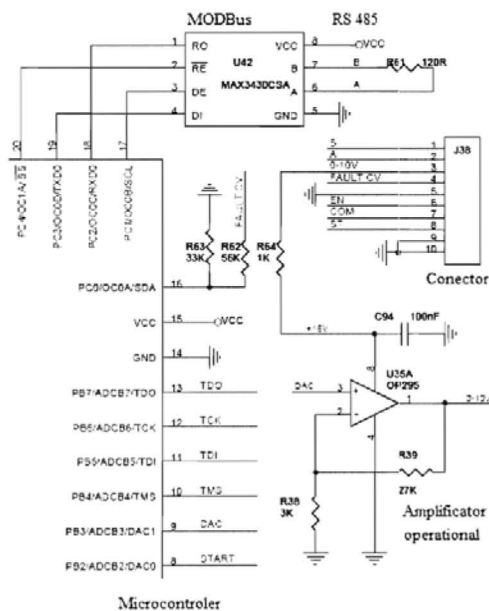 MODBus RS 485
1 RO VCC 8 VCC
U42
2 RE B 7 B R61 120R
MAX3430CSA
3 DE A 6 A
4 DI GND 5
20 19 18 17
PC3/OC0D/TXD0
PC2/OC0C/RXD0
PC1/OC0B/SCL
J38
1
A 2
0-10V 3
FAULT CV 4
5
EN 6
COM 7
ST 8
9
10
Conector
FAULT CV
R63
33K
R62
56K
R64
1K
PC0/OC0A/SDA 16
VCC 15 VCC
GND 14
PB7/ADCB7/TDO 13 TDO
PB6/ADCB6/TCK 12 TCK
PB5/ADCB5/TDI 11 TDI
PB4/ADCB4/TMS 10 TMS
PB3/ADCB3/DAC1 9 DAC
PB2/ADCB2/DAC0 8 START
C94 100nF
8
U35A
OP295
DAC 3 + 1
2 -
4
R39
27K
R38
3K
Amplificator
operational
Microcontroler